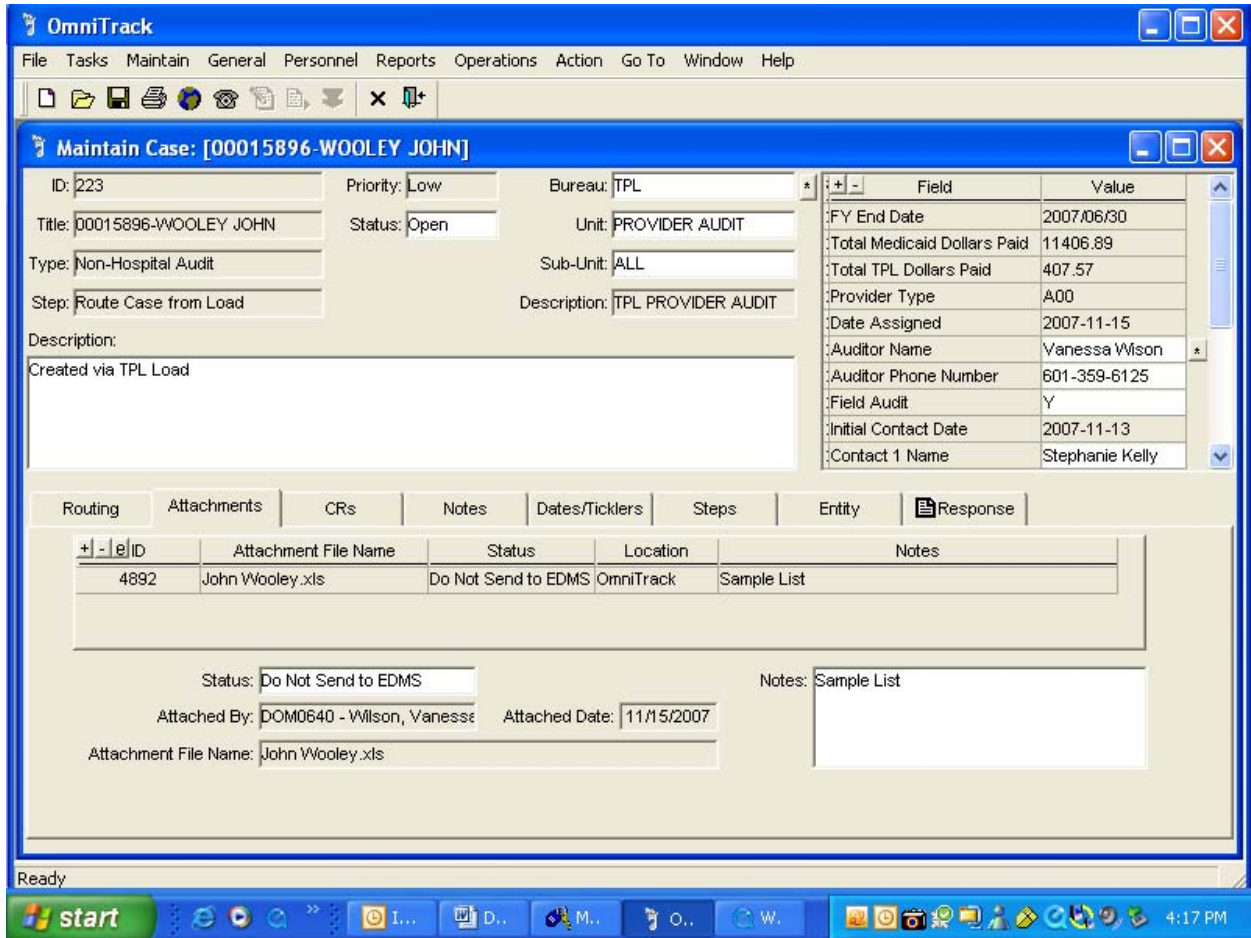 OmniTrack
File Tasks Maintain General Personnel Reports Operations Action Go To Window Help
Maintain Case: [00015896-WOOLEY JOHN]
ID: 223 Priority: Low Bureau: TPL
Title: 00015896-WOOLEY JOHN Status: Open Unit: PROVIDER AUDIT
Type: Non-Hospital Audit Sub-Unit: ALL
Step: Route Case from Load Description: TPL PROVIDER AUDIT
Description:
Created via TPL Load
+ - Field Value
FY End Date 2007/06/30
Total Medicaid Dollars Paid 11406.89
Total TPL Dollars Paid 407.57
Provider Type A00
Date Assigned 2007-11-15
Auditor Name Vanessa Wison
Auditor Phone Number 601-359-6125
Field Audit Y
Initial Contact Date 2007-11-13
Contact 1 Name Stephanie Kelly
Routing Attachments CRs Notes Dates/Ticklers Steps Entity Response
+ - e ID Attachment File Name Status Location Notes
4892 John Wooley.xls Do Not Send to EDMS OmniTrack Sample List
Status: Do Not Send to EDMS Notes: Sample List
Attached By: DOM0640 - Wilson, Vanessa Attached Date: 11/15/2007
Attachment File Name: John Wooley.xls
Ready
start I... D.. M.. O.. W. 4:17 PM